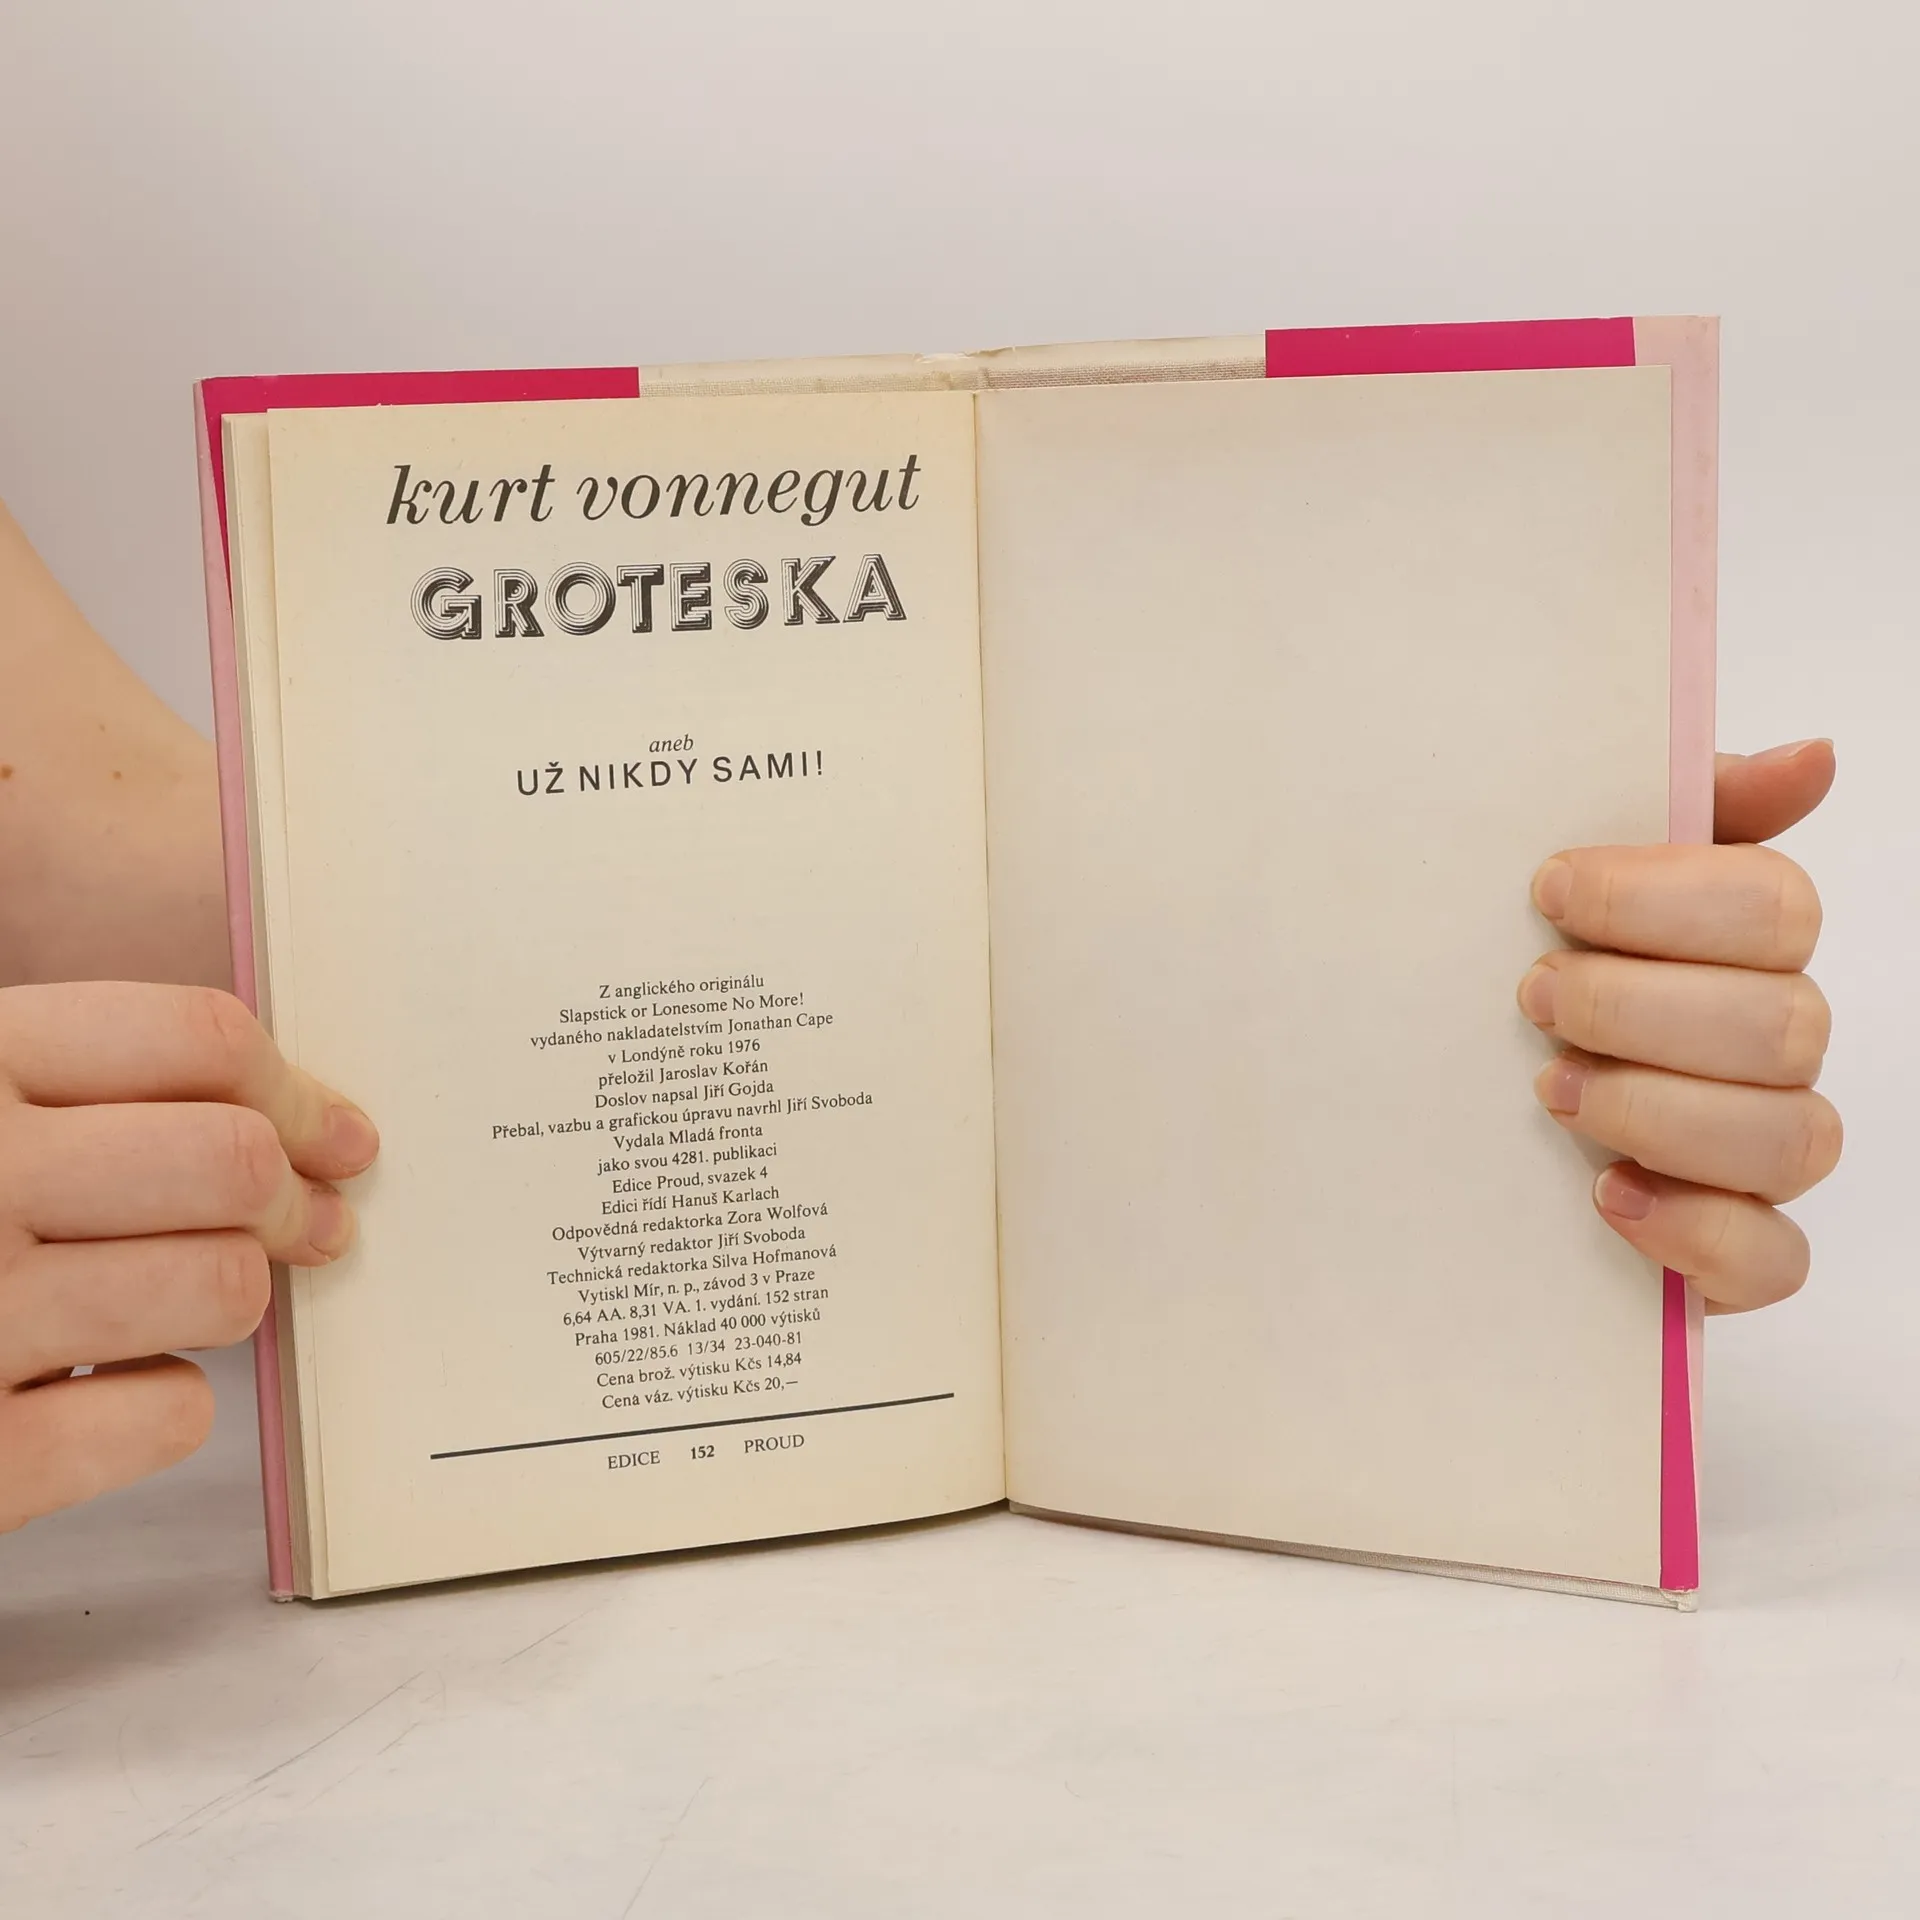 kurt vonnegut
GROTESKA
aneb
UŽ NIKDY SAMI!
Z anglického originálu
Slapstick or Lonesome No More!
vydaného nakladatelstvím Jonathan Cape
v Londýně roku 1976
přeložil Jaroslav Kořán
Doslov napsal Jiří Gojda
Přebal, vazbu a grafickou úpravu navrhl Jiří Svoboda
Vydala Mladá fronta
jako svou 4281. publikaci
Edice Proud, svazek 4
Edici řídí Hanuš Karlach
Odpovědná redaktorka Zora Wolfová
Výtvarný redaktor Jiří Svoboda
Technická redaktorka Silva Hofmanová
Vytiskl Mír, n. p., závod 3 v Praze
6,64 AA. 8,31 VA. 1. vydání. 152 stran
Praha 1981. Náklad 40 000 výtisků
605/22/85.6 13/34 23-040-81
Cena brož. výtisku Kčs 14,84
Cena váz. výtisku Kčs 20,—
EDICE 152 PROUD